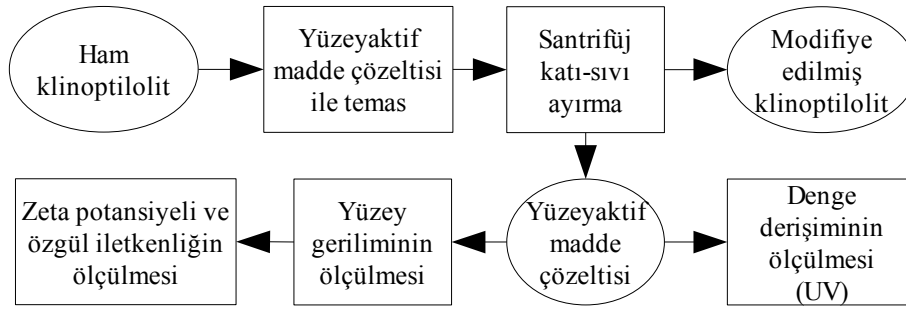 Ham
klinoptilolit
Yüzeyaktif
madde çözeltisi
ile temas
Santrifüj
katı-sıvı
ayırma
Modifiye
edilmiş
klinoptilolit
Zeta potansiyeli ve
özgül iletkenliğin
ölçülmesi
Yüzey
geriliminin
ölçülmesi
Yüzeyaktif
madde
çözeltisi
Denge
derişiminin
ölçülmesi
(UV)